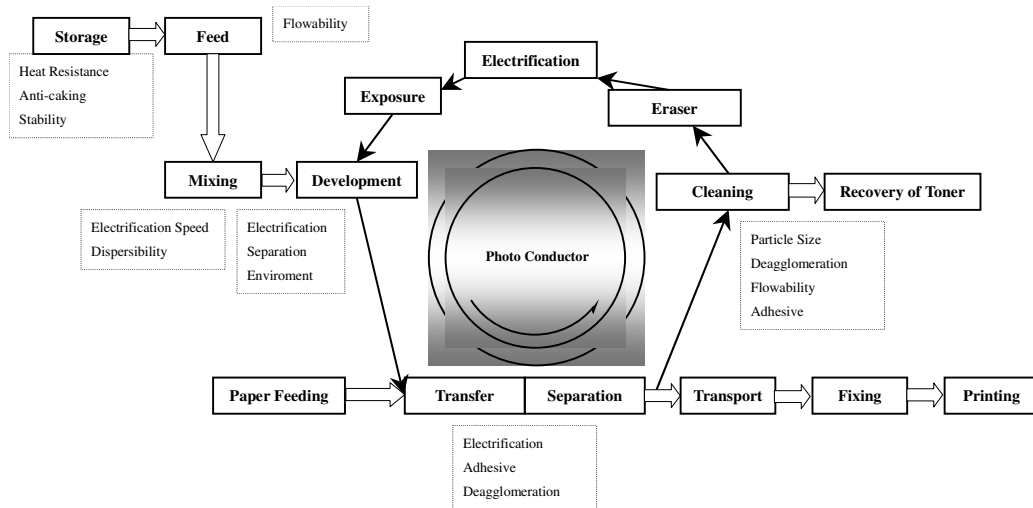 Storage
Feed
Flowability
Heat Resistance
Anti-caking
Stability
Electrification
Exposure
Eraser
Mixing
Development
Cleaning
Recovery of Toner
Electrification Speed
Dispersibility
Electrification
Separation
Enviroment
Photo Conductor
Particle Size
Deagglomeration
Flowability
Adhesive
Paper Feeding
Transfer
Separation
Transport
Fixing
Printing
Electrification
Adhesive
Deagglomeration